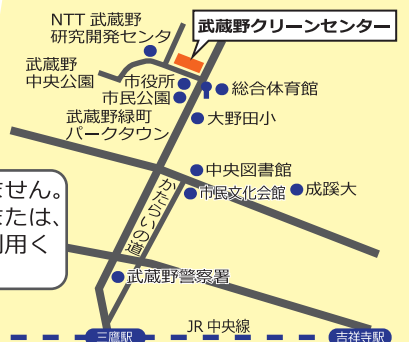 NTT 武蔵野
研究開発センタ
武蔵野クリーンセンター
武蔵野
中央公園
市役所
市民公園
総合体育館
武蔵野緑町
パークタウン
大野田小
中央図書館
市民文化会館
成蹊大
かたらいの道
ません。
または、
利用く
武蔵野警察署
JR 中央線
三鷹駅
吉祥寺駅